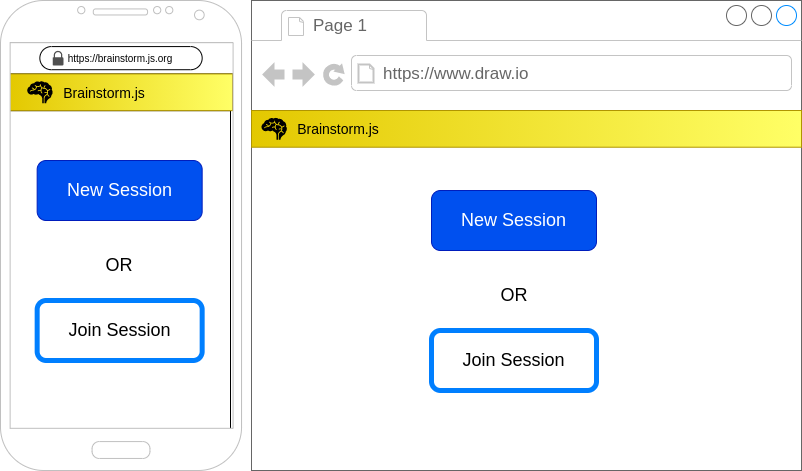 https://brainstorm.js.org
Brainstorm.js
New Session
OR
Join Session
Page 1
https://www.draw.io
Brainstorm.js
New Session
OR
Join Session